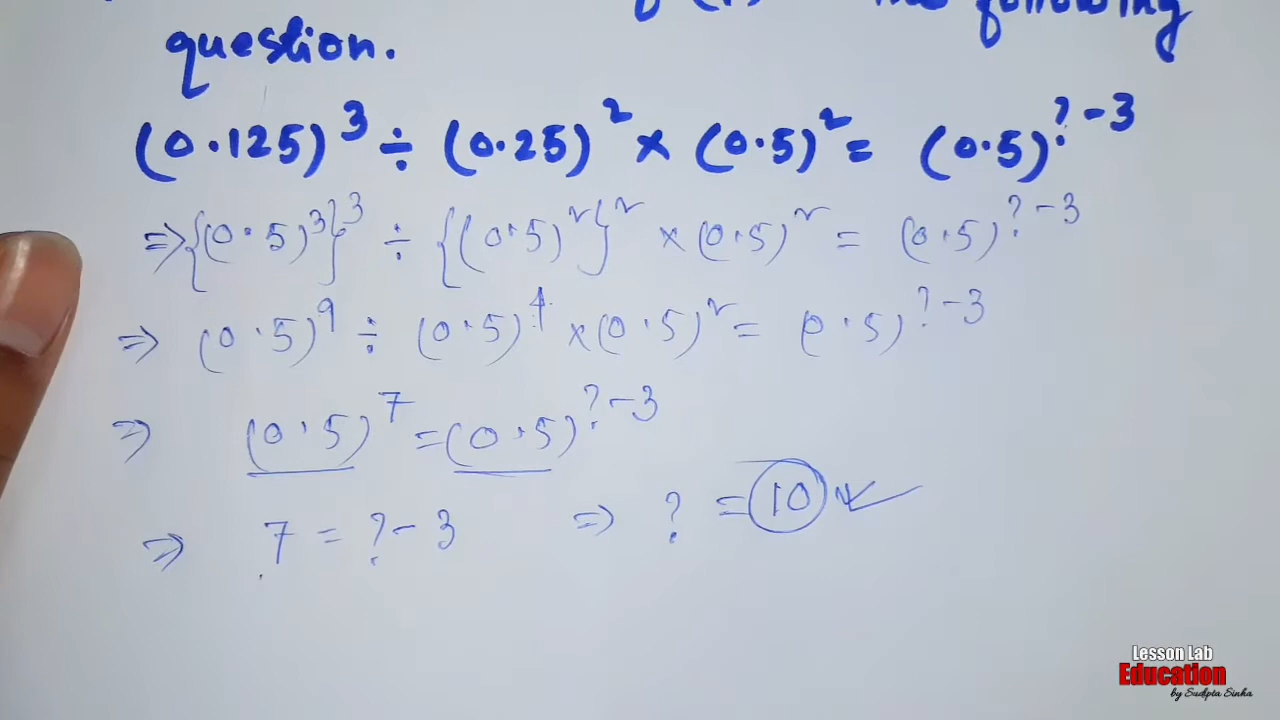 the following
question.
(0.125)³ ÷ (0.25)² × (0.5)² = (0.5)^?-3
⇒ {(0.5)³}³ ÷ {(0.5)²}² × (0.5)² = (0.5)^?-3
⇒ (0.5)⁹ ÷ (0.5)⁴ × (0.5)² = (0.5)^?-3
⇒ (0.5)⁷ = (0.5)^?-3
⇒ 7 = ?-3 ⇒ ? = 10
Lesson Lab
Education
by Sudipta Sinha